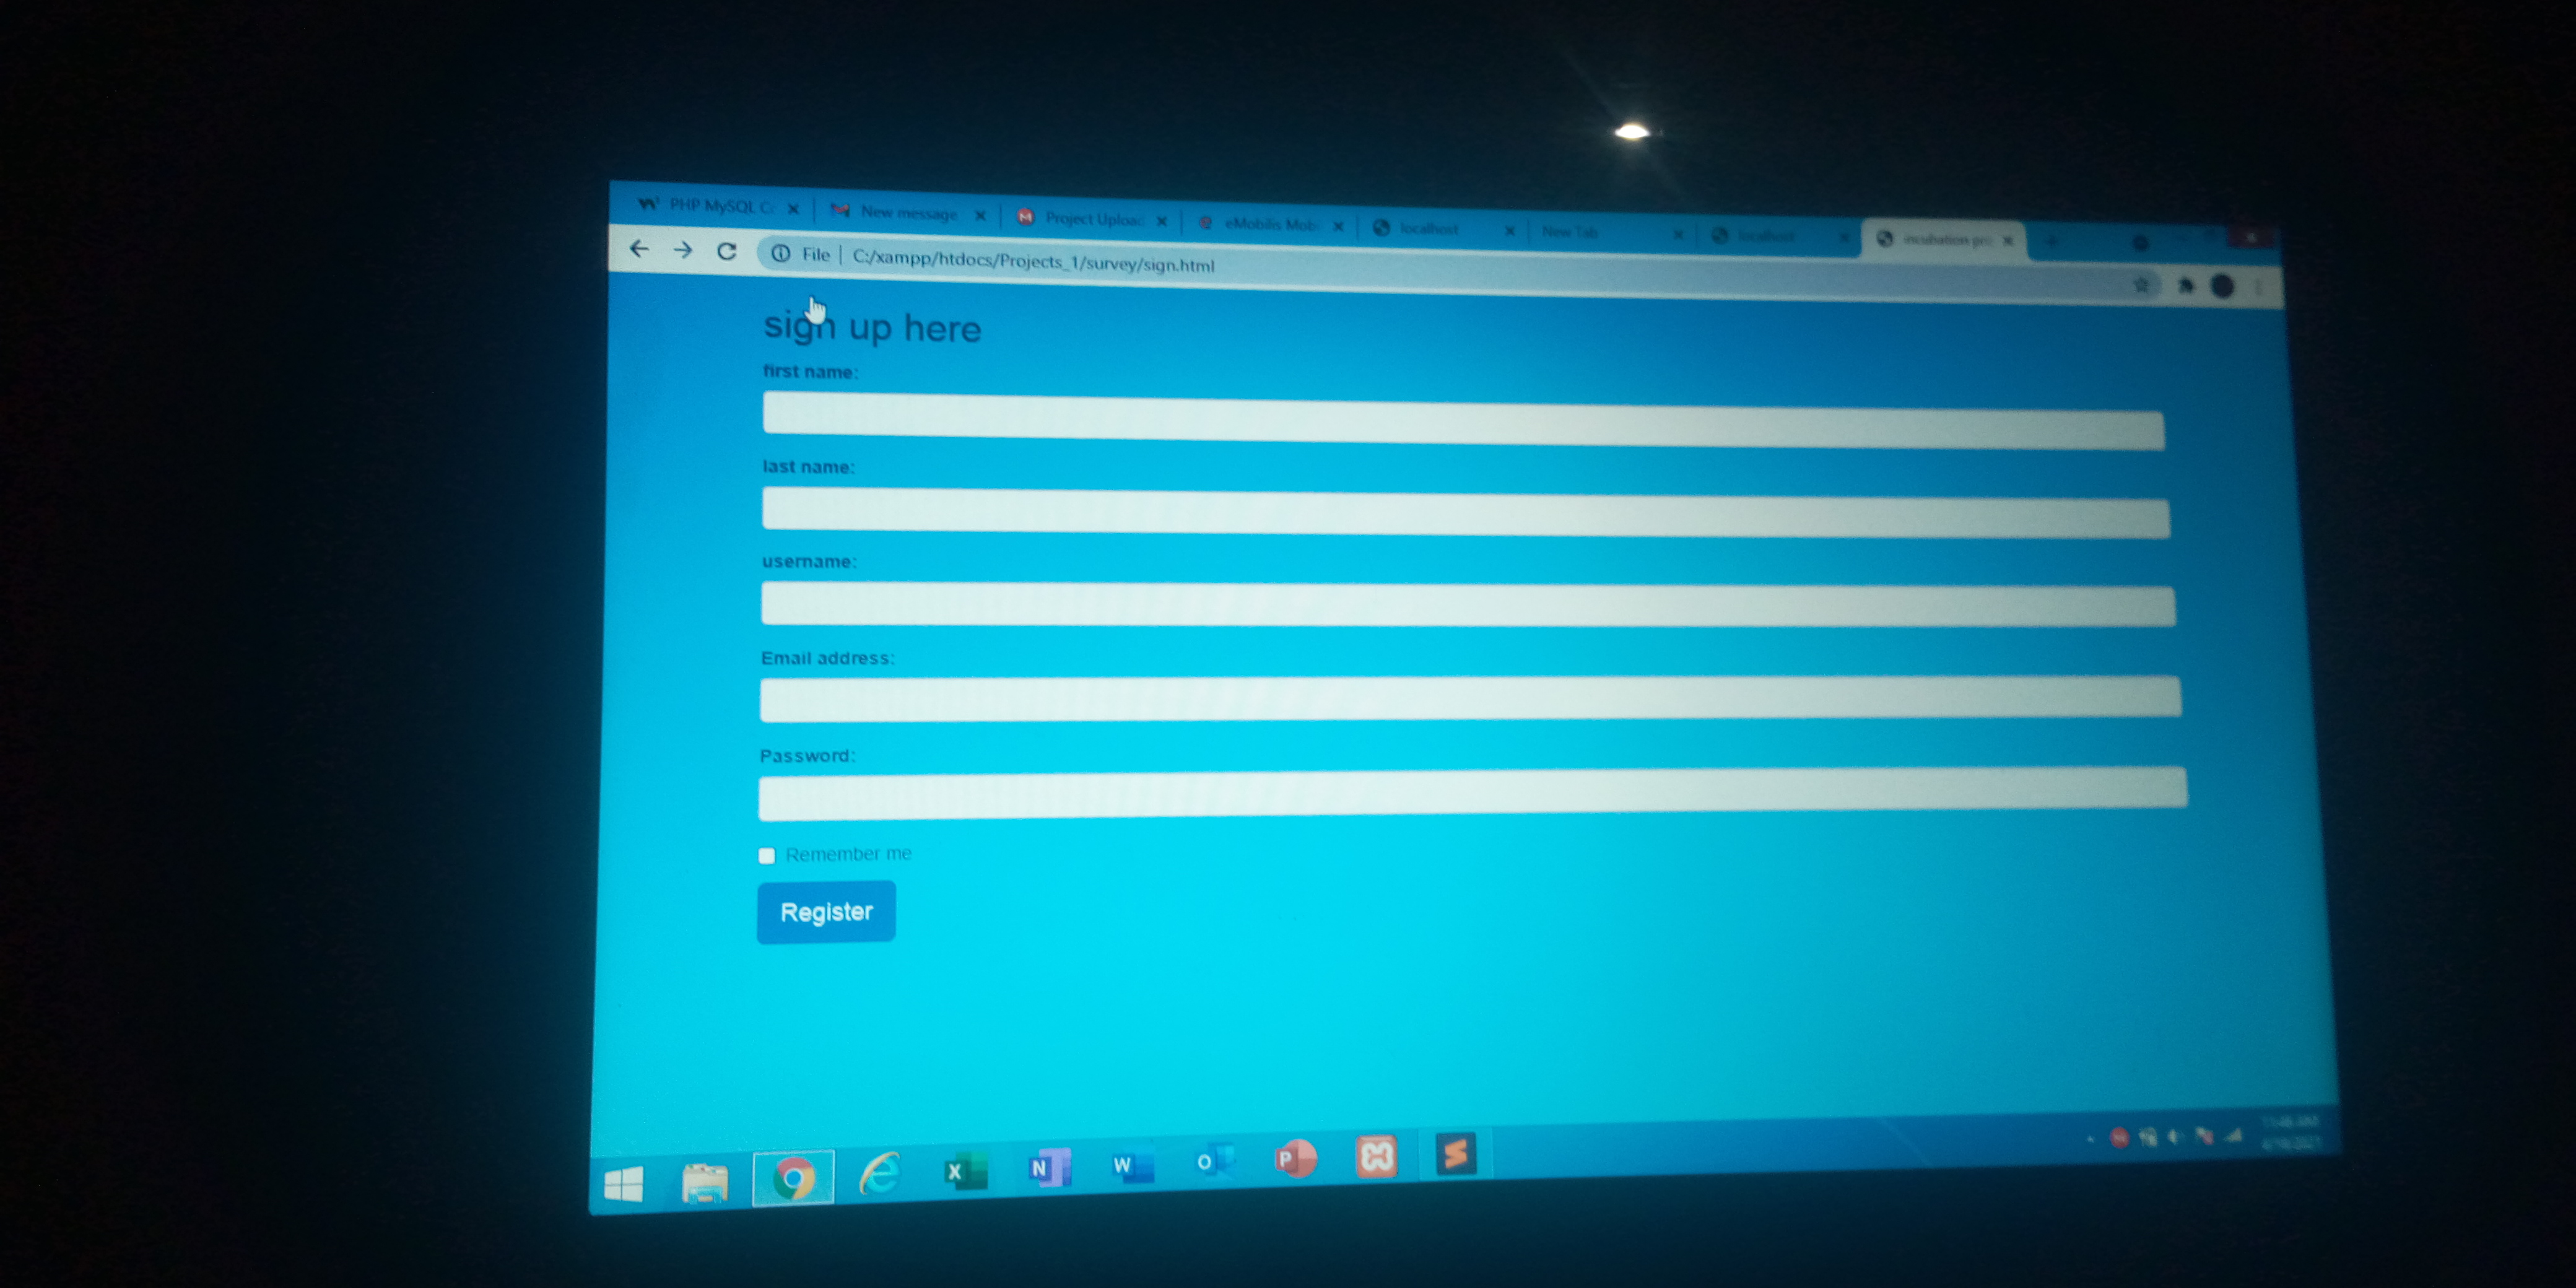 PHP MySQL C
New message
Project Upload
eMobilis Mob
localhost
New Tab
localhost
incubation pro
File
C:/xampp/htdocs/Projects_1/survey/sign.html
sign up here
first name:
last name:
username:
Email address:
Password:
Remember me
Register